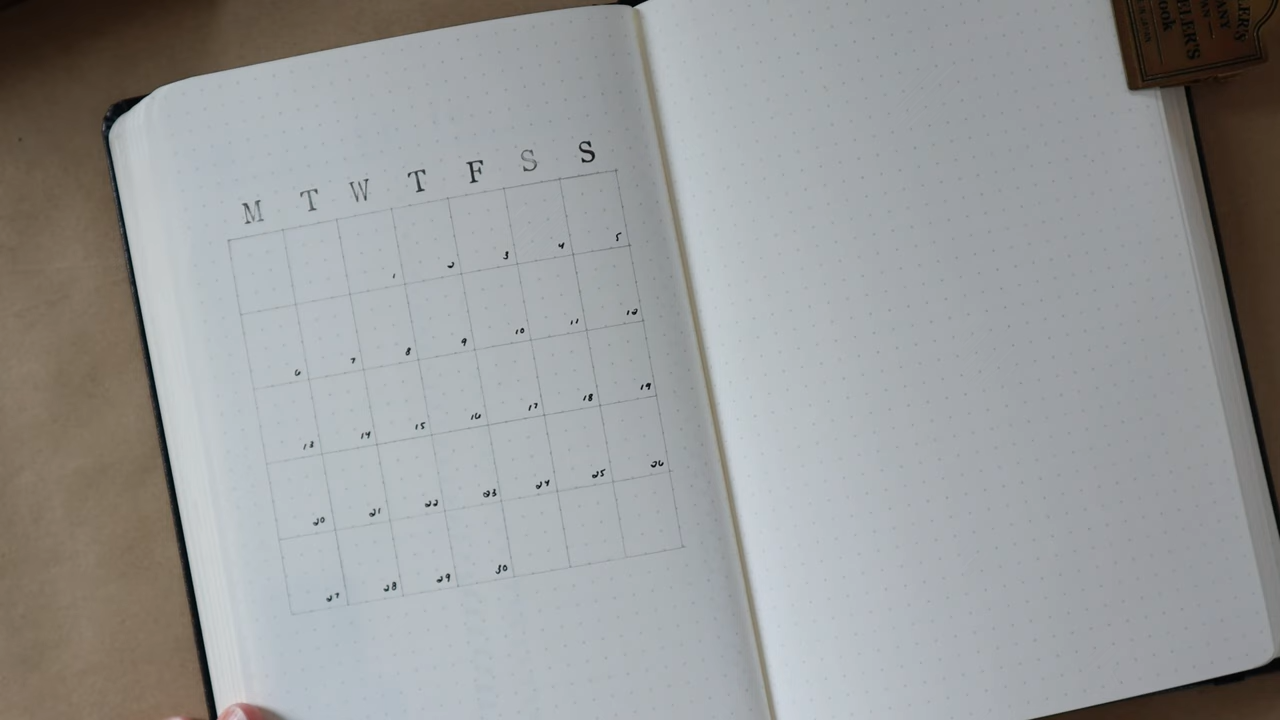 M T W T F S S
1 2 3 4 5
6 7 8 9 10 11 12
13 14 15 16 17 18 19
20 21 22 23 24 25 26
27 28 29 30